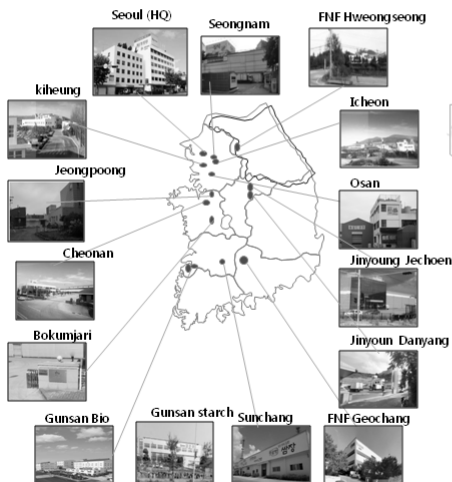 Seoul (HQ)
Seongnam
FNF Hweongseong
kiheung
Icheon
Jeongpoong
Osan
Cheonan
Jinyoung Jechoen
Bokumjari
Jinyoun Danyang
Gunsan Bio
Gunsan starch
Sunchang
FNF Geochang